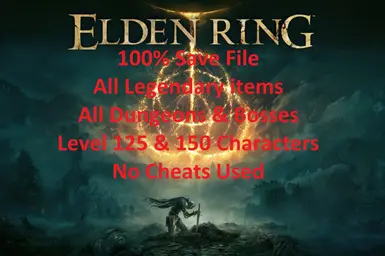 ELDEN RING
100% Save File
All Legendary items
All Dungeons & Bosses
Level 125 & 150 Characters
No Cheats Used